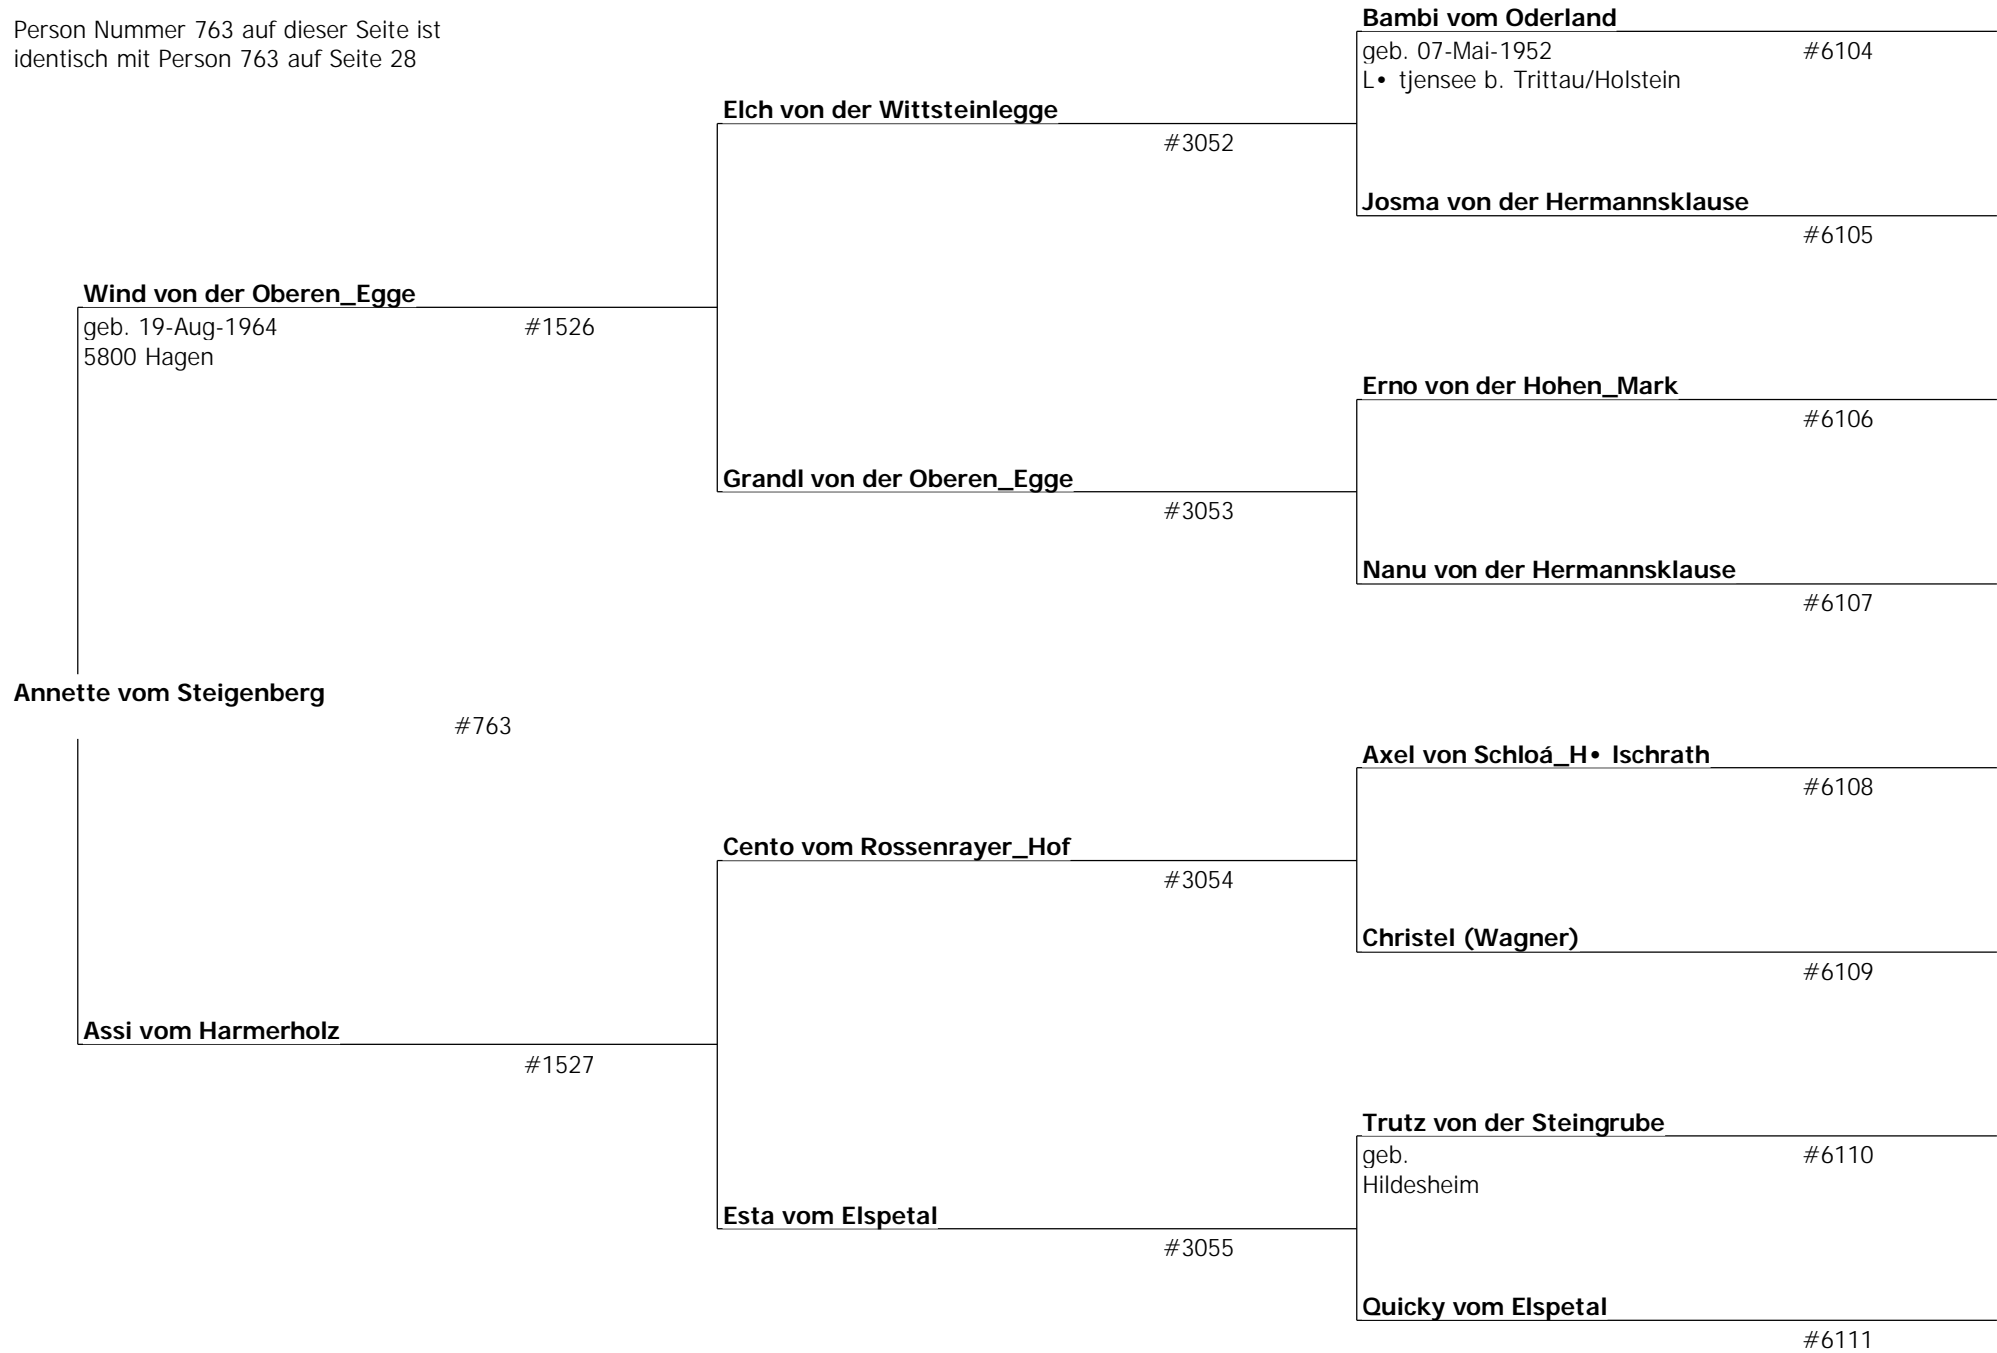 Person Nummer 763 auf dieser Seite ist
identisch mit Person 763 auf Seite 28
Bambi vom Oderland
geb. 07-Mai-1952 #6104
L• tjensee b. Trittau/Holstein
Elch von der Wittsteinlegge
#3052
Josma von der Hermannsklause
#6105
Wind von der Oberen_Egge
geb. 19-Aug-1964 #1526
5800 Hagen
Erno von der Hohen_Mark
#6106
Grandl von der Oberen_Egge
#3053
Nanu von der Hermannsklause
#6107
Annette vom Steigenberg
#763
Axel von Schloá_H• lschrath
#6108
Cento vom Rossenrayer_Hof
#3054
Christel (Wagner)
#6109
Assi vom Harmerholz
#1527
Trutz von der Steingrube
geb. #6110
Hildesheim
Esta vom Elspetal
#3055
Quicky vom Elspetal
#6111